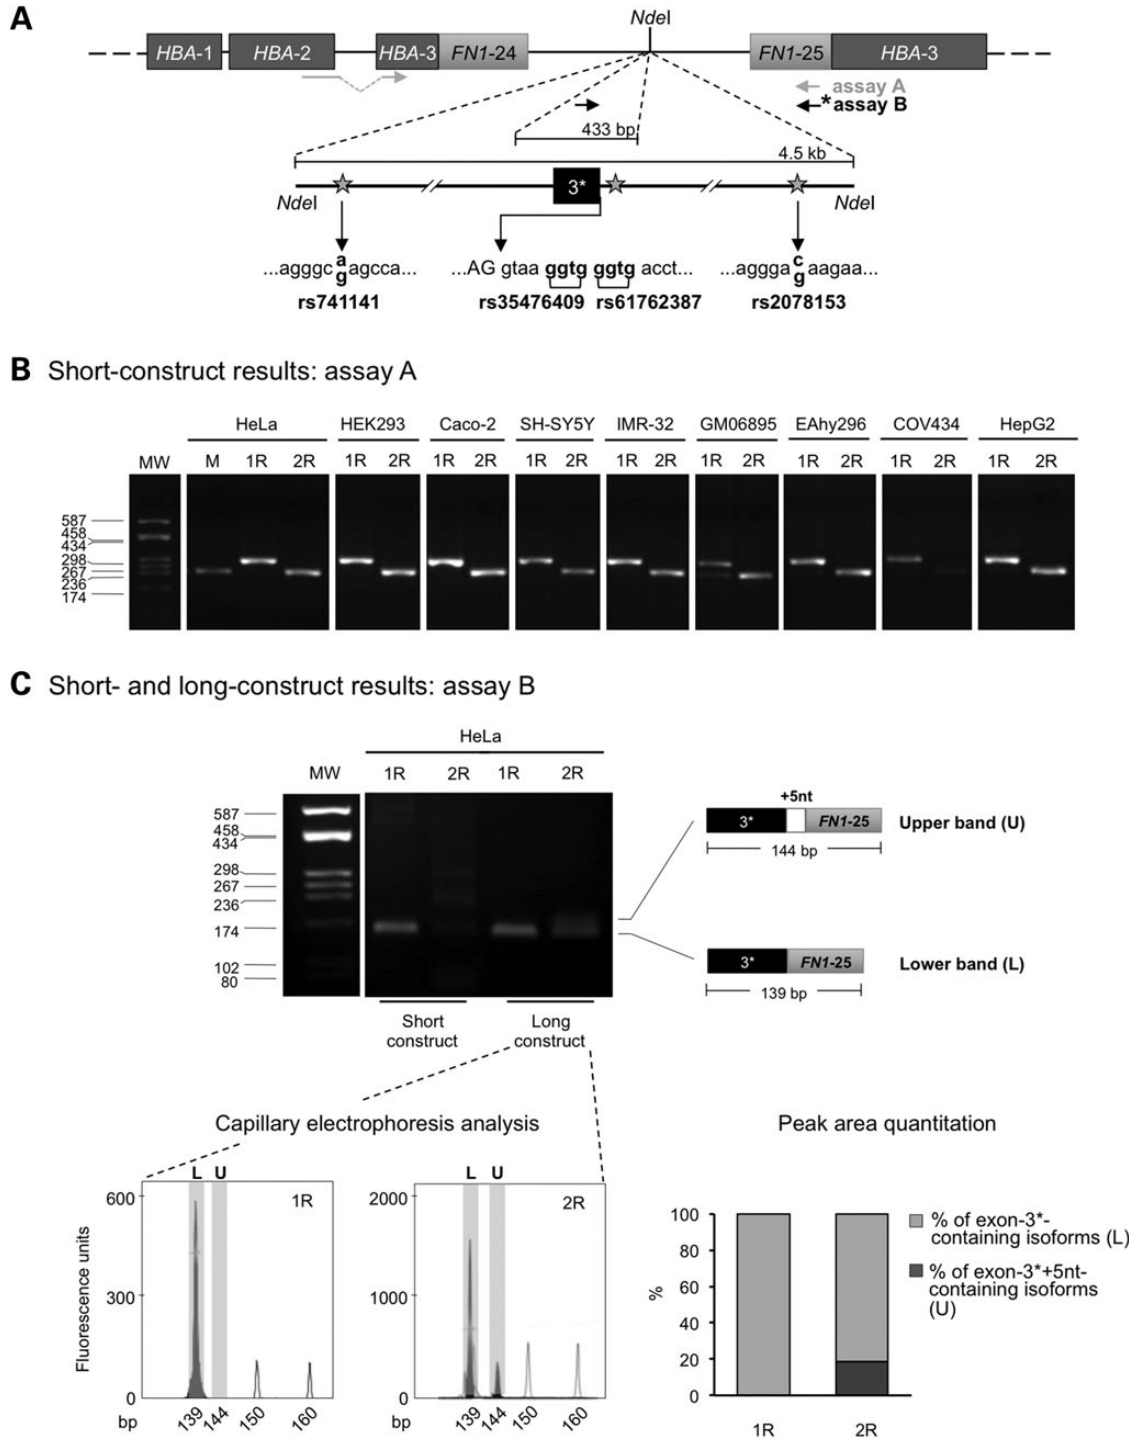 A
NdeI
HBA-1 HBA-2 HBA-3 FN1-24 FN1-25 HBA-3
assay A
*assay B
433 bp
4.5 kb
3*
NdeI NdeI
...agggc a/g agcca... ...AG gtaa ggtg ggtg acct... ...aggga c/g aagaa...
rs741141 rs35476409 rs61762387 rs2078153
B Short-construct results: assay A
HeLa HEK293 Caco-2 SH-SY5Y IMR-32 GM06895 EAhy296 COV434 HepG2
MW M 1R 2R 1R 2R 1R 2R 1R 2R 1R 2R 1R 2R 1R 2R 1R 2R 1R 2R
587
458
434
298
267
236
174
C Short- and long-construct results: assay B
HeLa
MW 1R 2R 1R 2R
587
458
434
298
267
236
174
102
80
+5nt
3* FN1-25 Upper band (U)
144 bp
3* FN1-25 Lower band (L)
139 bp
Short construct
Long construct
Capillary electrophoresis analysis
Peak area quantitation
L U
1R
600
300
0
Fluorescence units
bp 139 144 150 160
L U
2R
2000
1000
0
bp 139 144 150 160
100
80
60
40
20
0
%
1R 2R
% of exon-3*-
containing isoforms (L)
% of exon-3*+5nt-
containing isoforms
(U)